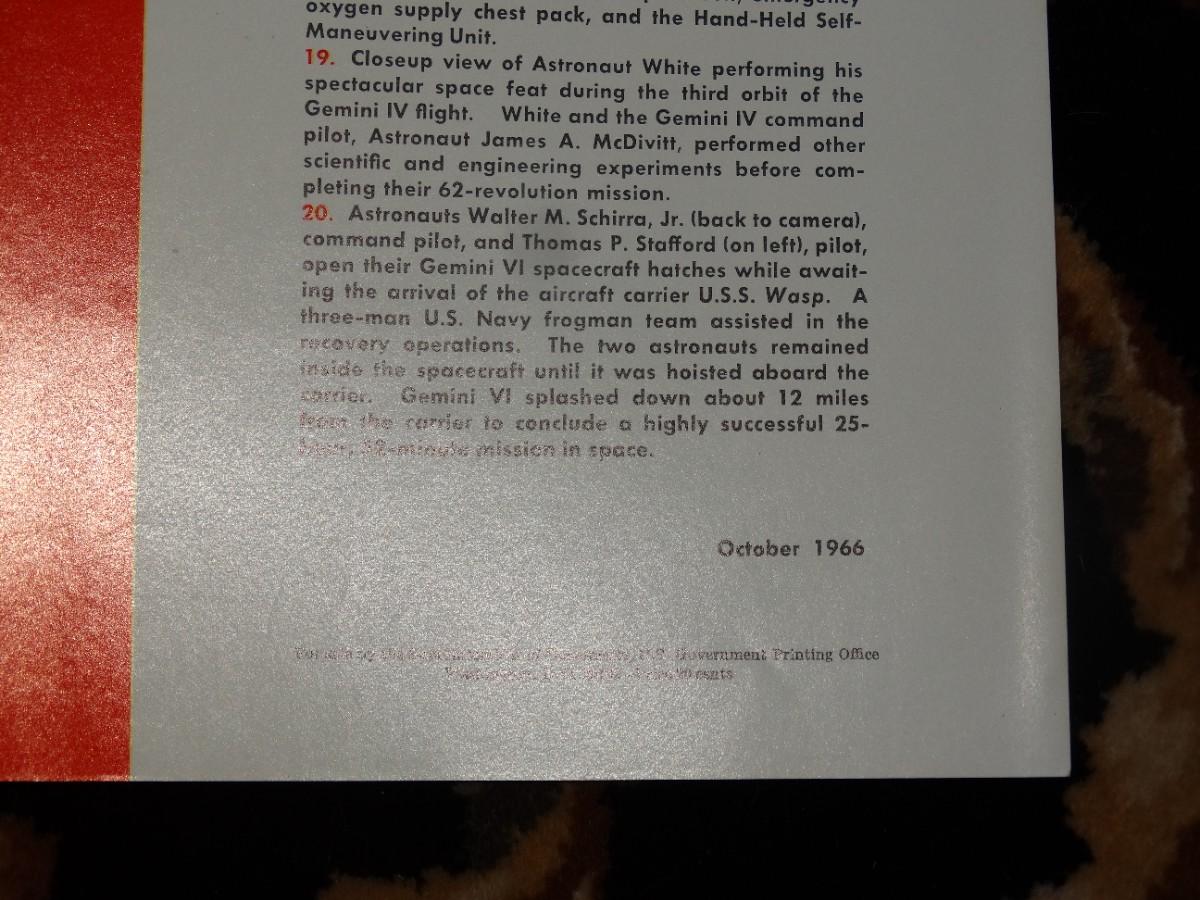 emergency
oxygen supply chest pack, and the Hand-Held Self-
Maneuvering Unit.
19. Closeup view of Astronaut White performing his
spectacular space feat during the third orbit of the
Gemini IV flight. White and the Gemini IV command
pilot, Astronaut James A. McDivitt, performed other
scientific and engineering experiments before com-
pleting their 62-revolution mission.
20. Astronauts Walter M. Schirra, Jr. (back to camera),
command pilot, and Thomas P. Stafford (on left), pilot,
open their Gemini VI spacecraft hatches while await-
ing the arrival of the aircraft carrier U.S.S. Wasp. A
three-man U.S. Navy frogman team assisted in the
recovery operations. The two astronauts remained
inside the spacecraft until it was hoisted aboard the
carrier. Gemini VI splashed down about 12 miles
from the carrier to conclude a highly successful 25-
mission in space.
October 1966
U.S. Government Printing Office
cents